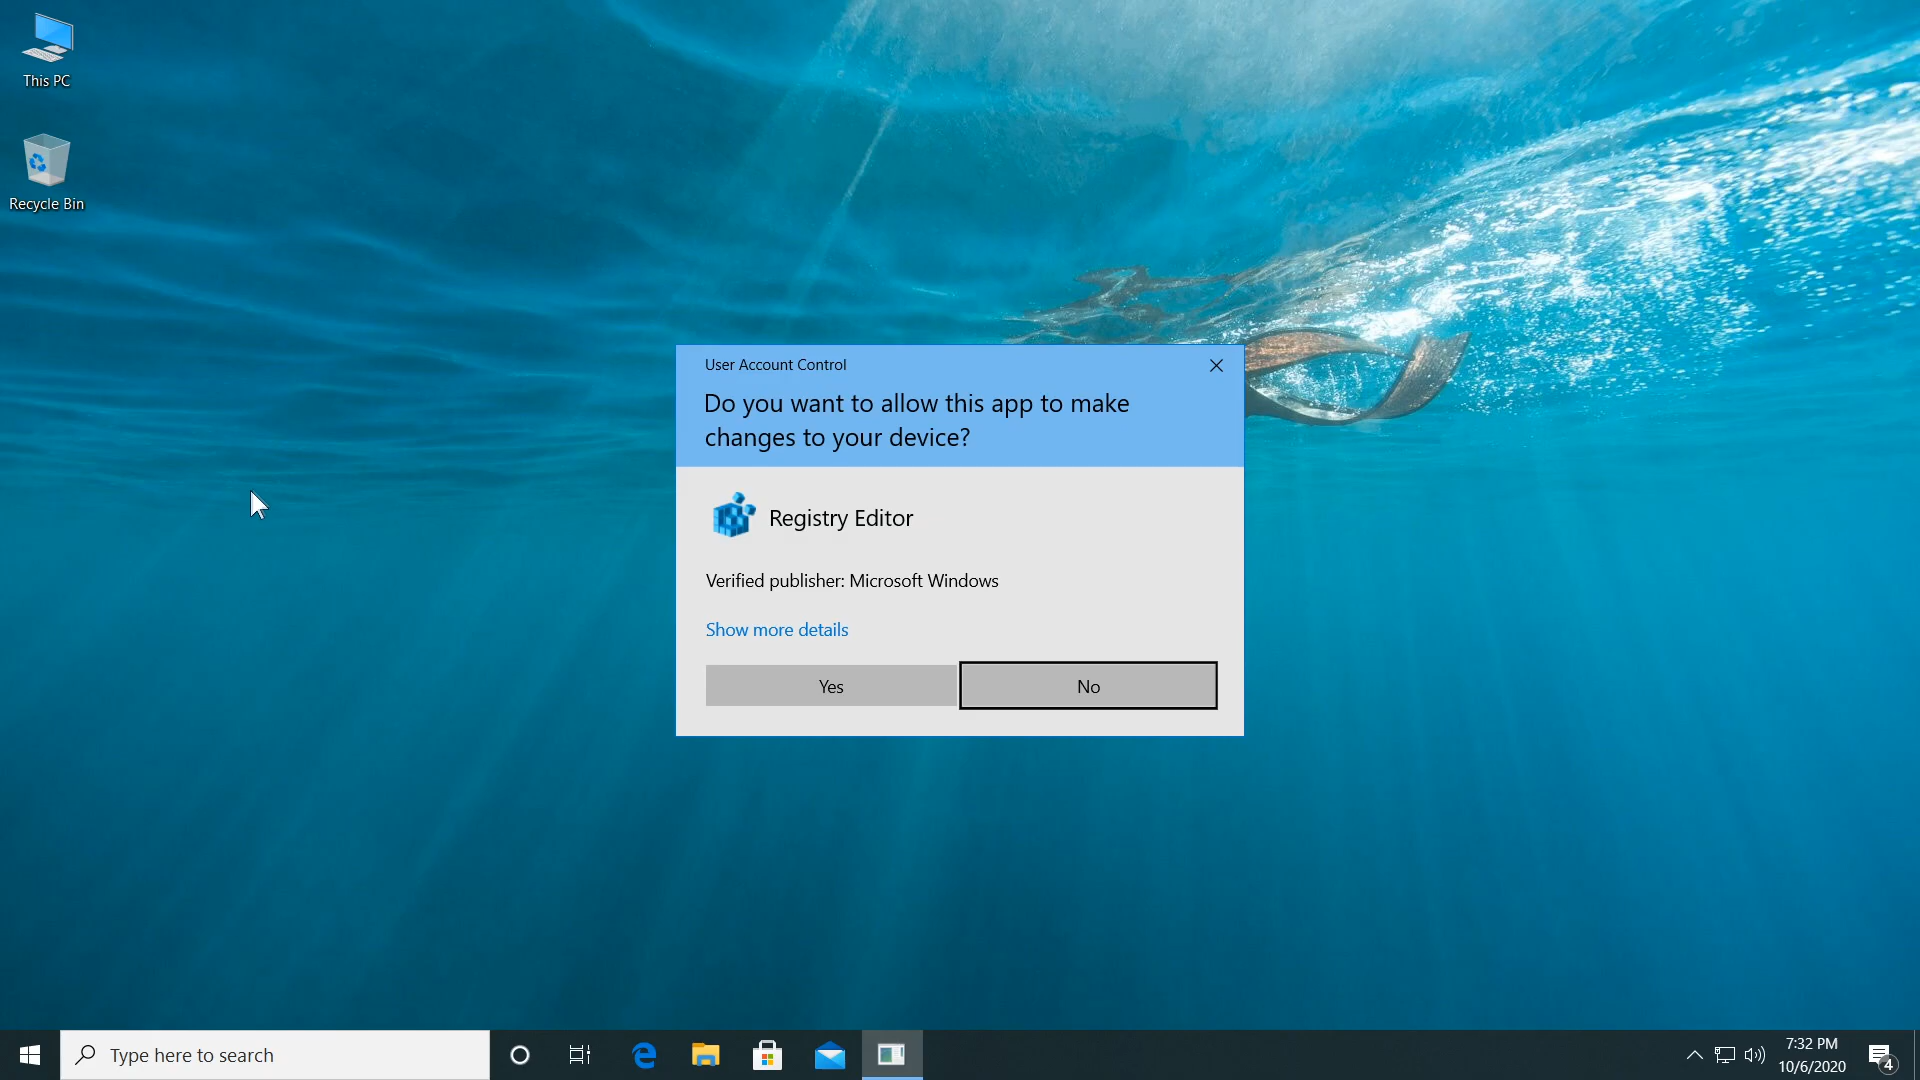 This PC
Recycle Bin
User Account Control
Do you want to allow this app to make
changes to your device?
Registry Editor
Verified publisher: Microsoft Windows
Show more details
Yes
No
Type here to search
7:32 PM
10/6/2020
4